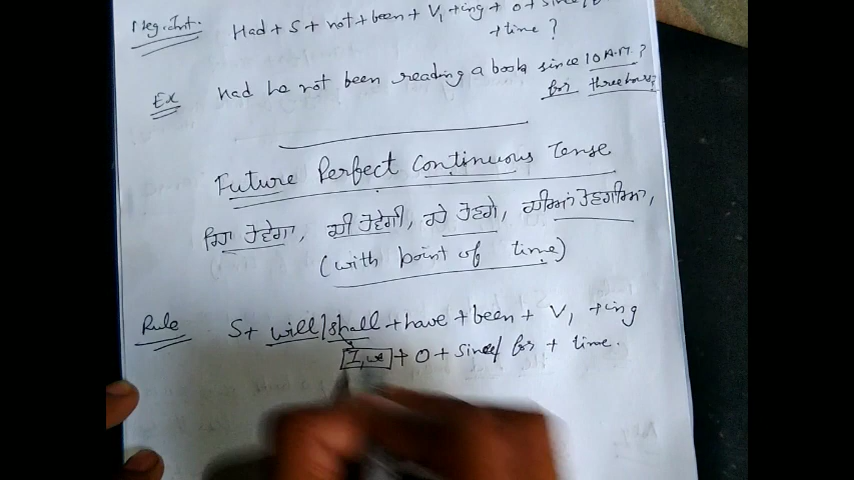 Neg. Int. Had + S + not + been + V₁ + ing + O + since/
+ time ?
Ex Had he not been reading a book since 10 A.M. ?
for three hours?
Future Perfect Continuous Tense
ਰਿਹਾ ਹੋਵੇਗਾ, ਰਹੀ ਹੋਵੇਗੀ, ਰਹੇ ਹੋਣਗੇ, ਰਹੀਆਂ ਹੋਣਗੀਆਂ,
(with point of time)
Rule S + will/shall + have + been + V₁ + ing
I, we + O + since/for + time.